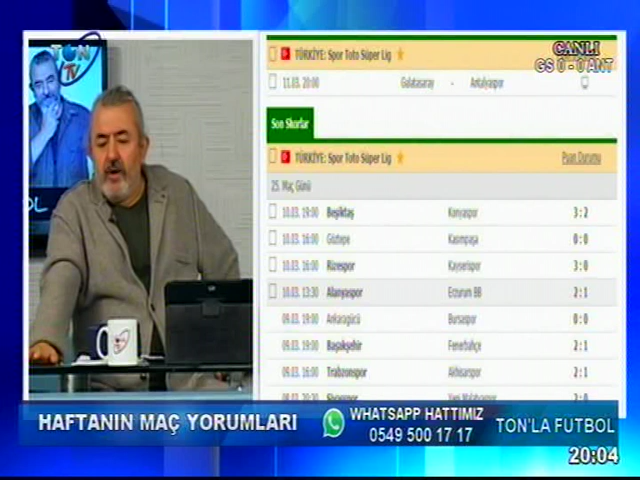 TON TV
TÜRKİYE: Spor Toto Süper Lig
CANLI
GS 0 - 0 ANT
11.03. 20:00 Galatasaray - Antalyaspor
Son Skorlar
TÜRKİYE: Spor Toto Süper Lig Puan Durumu
25. Maç Günü
10.03. 19:00 Beşiktaş Konyaspor 3:2
10.03. 16:00 Göztepe Kasımpaşa 0:0
10.03. 16:00 Rizespor Kayserispor 3:0
10.03. 13:30 Alanyaspor Erzurum BB 2:1
09.03. 19:00 Ankaragücü Bursaspor 0:0
09.03. 19:00 Başakşehir Fenerbahçe 2:1
09.03. 16:00 Trabzonspor Akhisarspor 2:1
HAFTANIN MAÇ YORUMLARI
WHATSAPP HATTIMIZ
0549 500 17 17
TON'LA FUTBOL
20:04